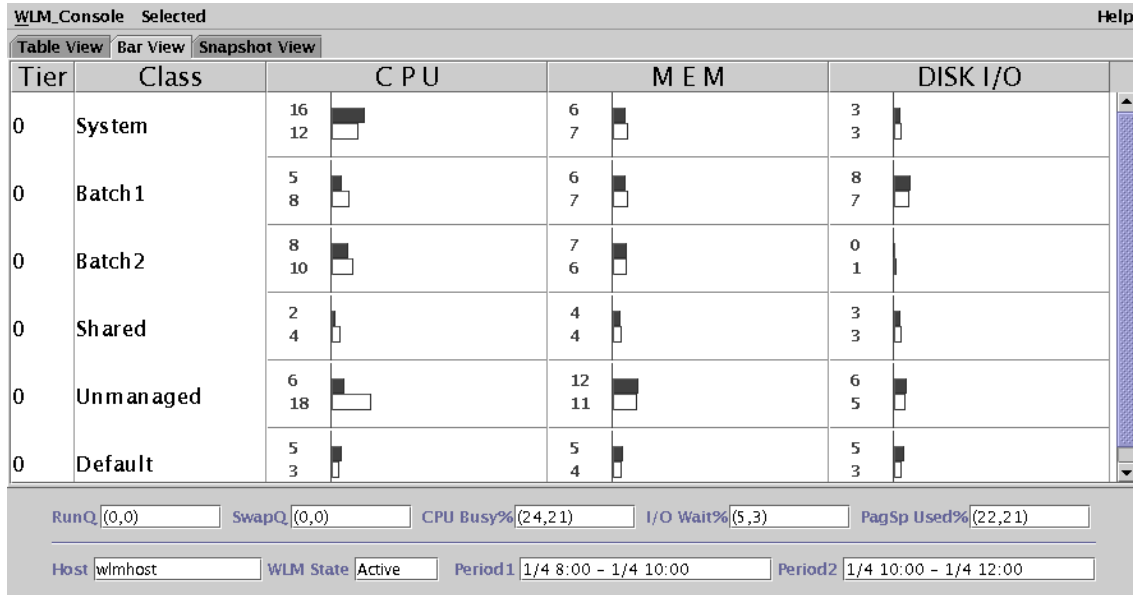 WLM_Console Selected Help
Table View Bar View Snapshot View
Tier Class CPU MEM DISK I/O
0 System 16 12 6 7 3 3
0 Batch1 5 8 6 7 8 7
0 Batch2 8 10 7 6 0 1
0 Shared 2 4 4 4 3 3
0 Unmanaged 6 18 12 11 6 5
0 Default 5 3 5 4 5 3
RunQ (0,0) SwapQ (0,0) CPU Busy% (24,21) I/O Wait% (5,3) PagSp Used% (22,21)
Host wlmhost WLM State Active Period1 1/4 8:00 - 1/4 10:00 Period2 1/4 10:00 - 1/4 12:00